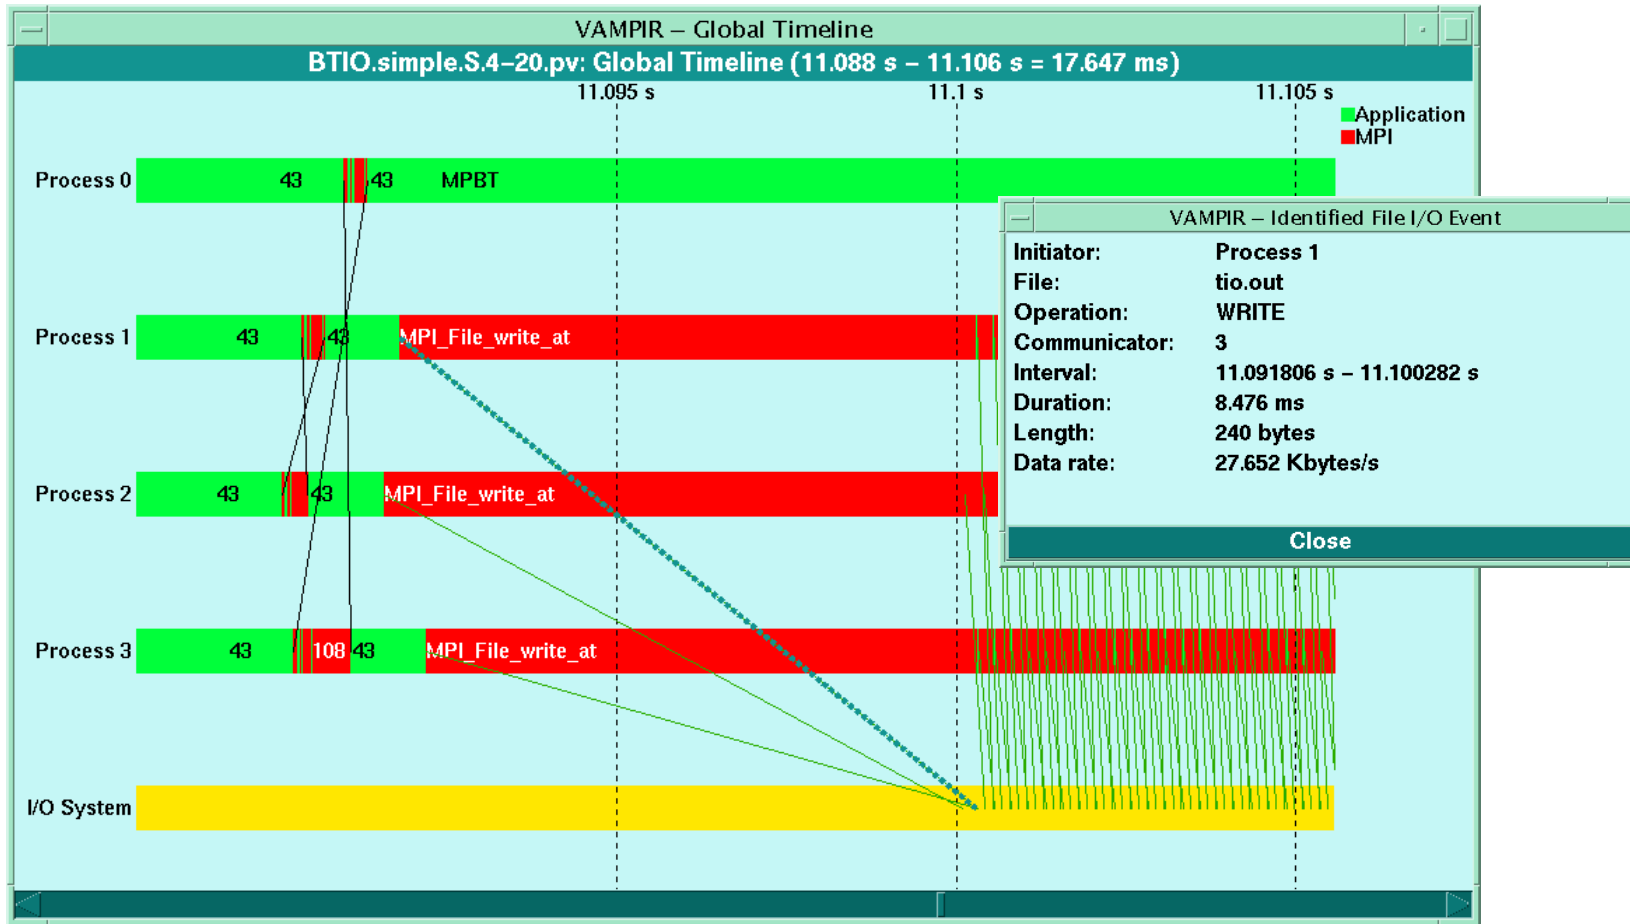 VAMPIR – Global Timeline
BTIO.simple.S.4–20.pv: Global Timeline (11.088 s – 11.106 s = 17.647 ms)
11.095 s 11.1 s 11.105 s
Application
MPI
Process 0 43 43 MPBT
VAMPIR – Identified File I/O Event
Initiator: Process 1
File: tio.out
Operation: WRITE
Communicator: 3
Interval: 11.091806 s – 11.100282 s
Duration: 8.476 ms
Length: 240 bytes
Data rate: 27.652 Kbytes/s
Close
Process 1 43 43 MPI_File_write_at
Process 2 43 43 MPI_File_write_at
Process 3 43 108 43 MPI_File_write_at
I/O System